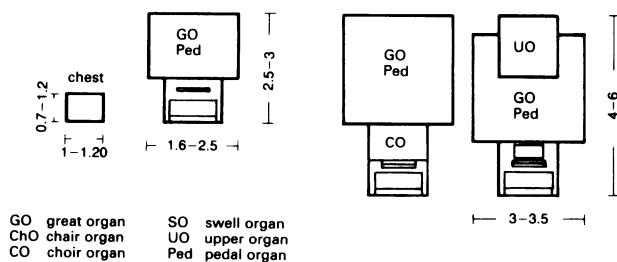 GO
Ped
2.5–3
1.6–2.5
chest
0.7–1.2
1–1.20
GO
Ped
CO
UO
GO
Ped
4–6
3–3.5
GO great organ
ChO chair organ
CO choir organ
SO swell organ
UO upper organ
Ped pedal organ